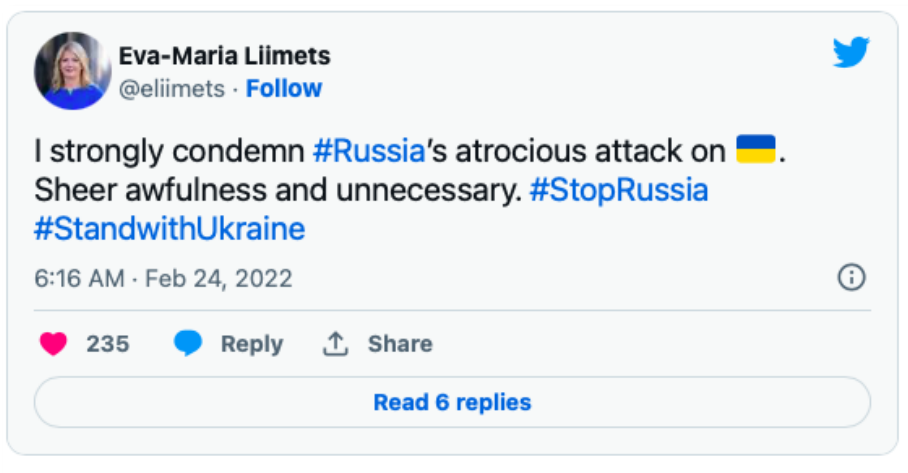 Eva-Maria Liimets
@eliimets · Follow
I strongly condemn #Russia's atrocious attack on 🇺🇦.
Sheer awfulness and unnecessary. #StopRussia
#StandwithUkraine
6:16 AM · Feb 24, 2022
235 Reply Share
Read 6 replies